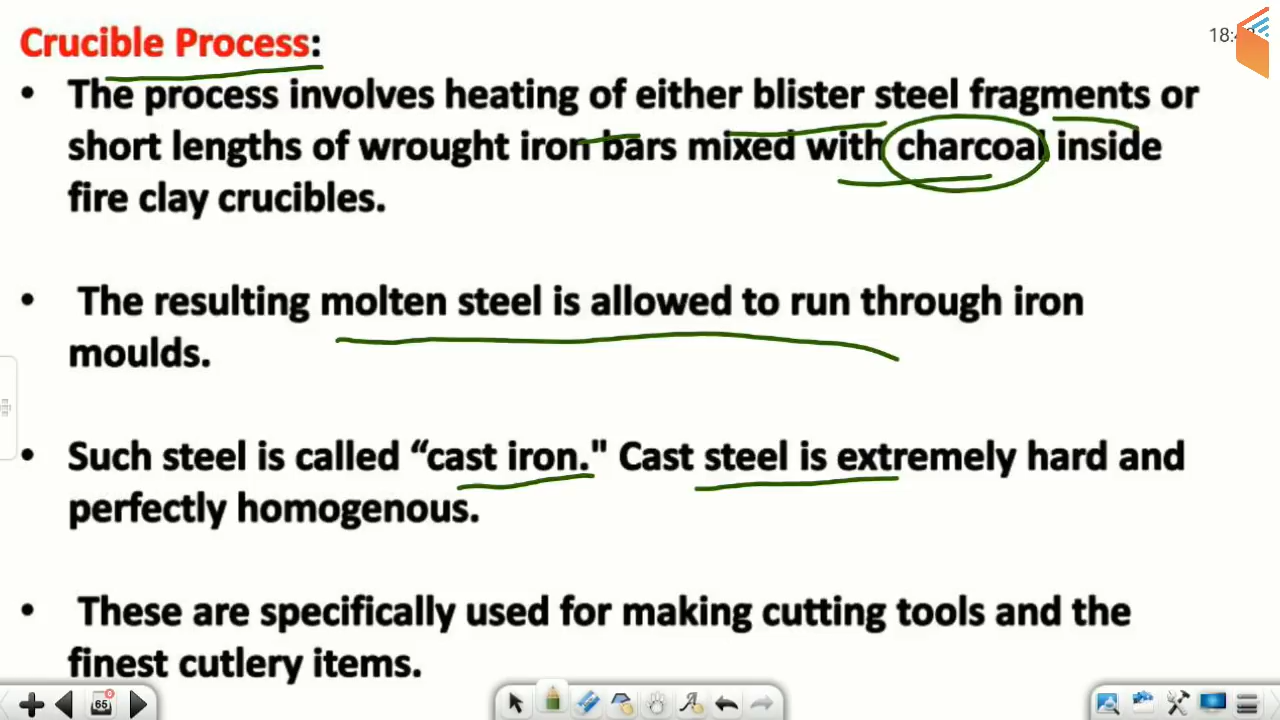 Crucible Process:
• The process involves heating of either blister steel fragments or
short lengths of wrought iron bars mixed with charcoal inside
fire clay crucibles.
• The resulting molten steel is allowed to run through iron
moulds.
• Such steel is called “cast iron." Cast steel is extremely hard and
perfectly homogenous.
• These are specifically used for making cutting tools and the
finest cutlery items.
65